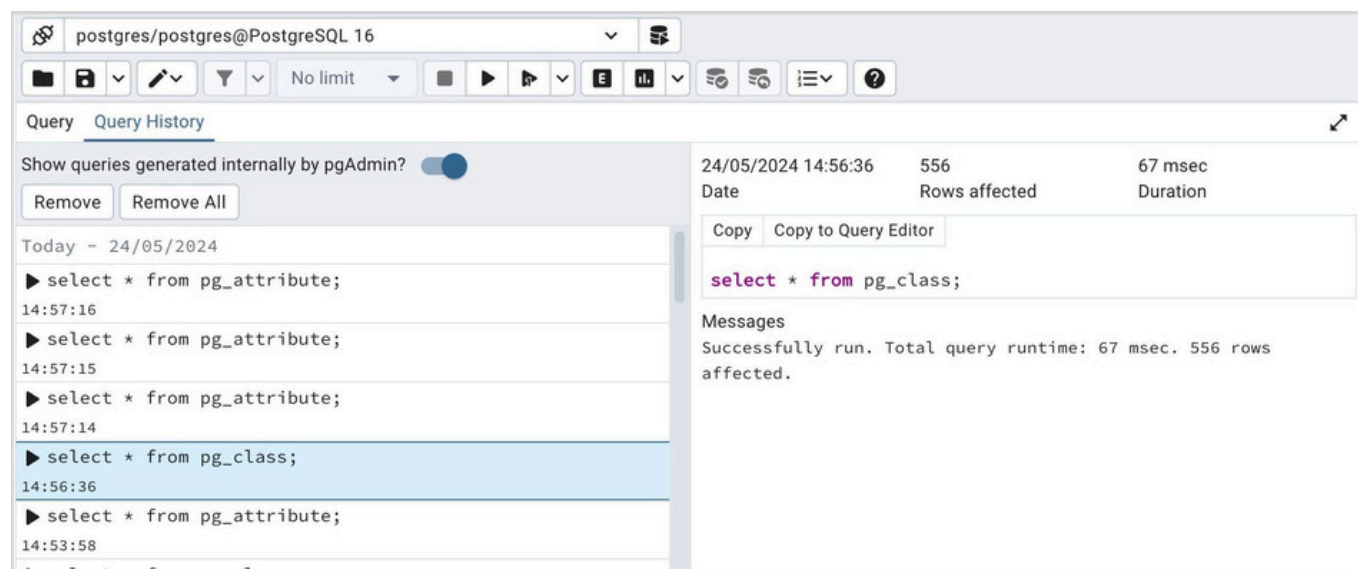 postgres/postgres@PostgreSQL 16
No limit
E
Query Query History
Show queries generated internally by pgAdmin?
Remove Remove All
Today - 24/05/2024
select * from pg_attribute;
14:57:16
select * from pg_attribute;
14:57:15
select * from pg_attribute;
14:57:14
select * from pg_class;
14:56:36
select * from pg_attribute;
14:53:58
24/05/2024 14:56:36 556 67 msec
Date Rows affected Duration
Copy Copy to Query Editor
select * from pg_class;
Messages
Successfully run. Total query runtime: 67 msec. 556 rows
affected.